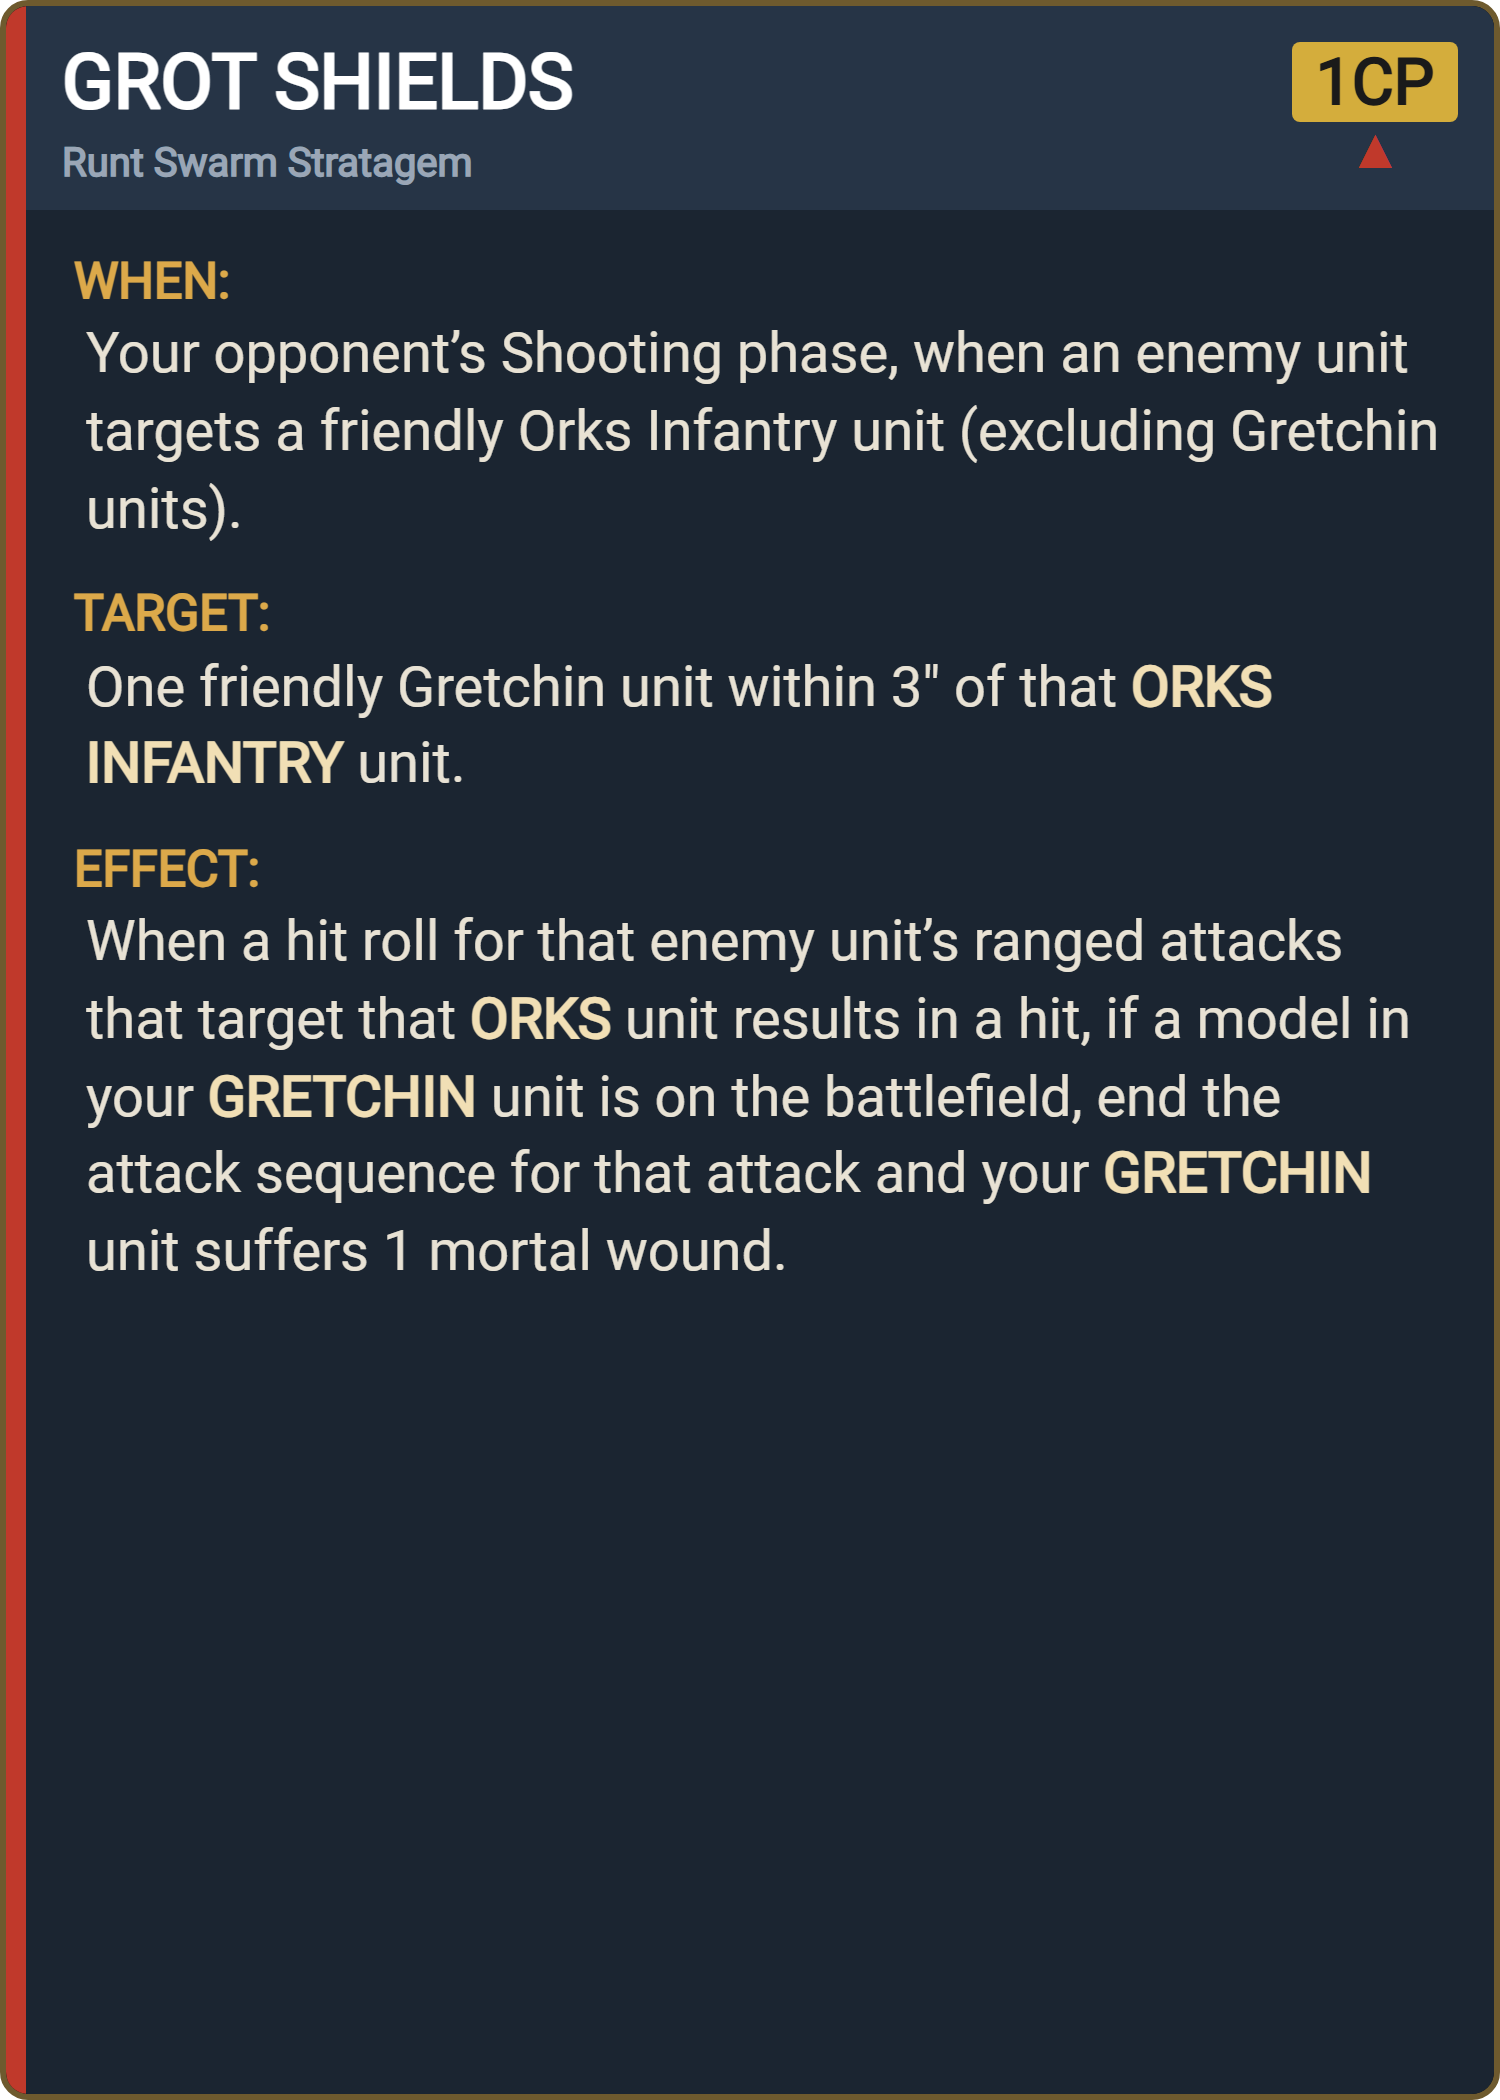 GROT SHIELDS
1CP
Runt Swarm Stratagem
WHEN:
Your opponent’s Shooting phase, when an enemy unit
targets a friendly Orks Infantry unit (excluding Gretchin
units).
TARGET:
One friendly Gretchin unit within 3" of that ORKS
INFANTRY unit.
EFFECT:
When a hit roll for that enemy unit’s ranged attacks
that target that ORKS unit results in a hit, if a model in
your GRETCHIN unit is on the battlefield, end the
attack sequence for that attack and your GRETCHIN
unit suffers 1 mortal wound.